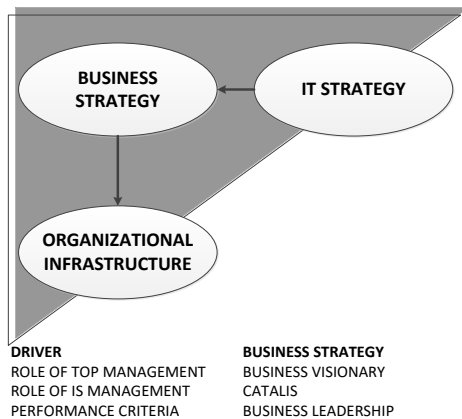 BUSINESS
STRATEGY
IT STRATEGY
ORGANIZATIONAL
INFRASTRUCTURE
DRIVER BUSINESS STRATEGY
ROLE OF TOP MANAGEMENT BUSINESS VISIONARY
ROLE OF IS MANAGEMENT CATALIS
PERFORMANCE CRITERIA BUSINESS LEADERSHIP